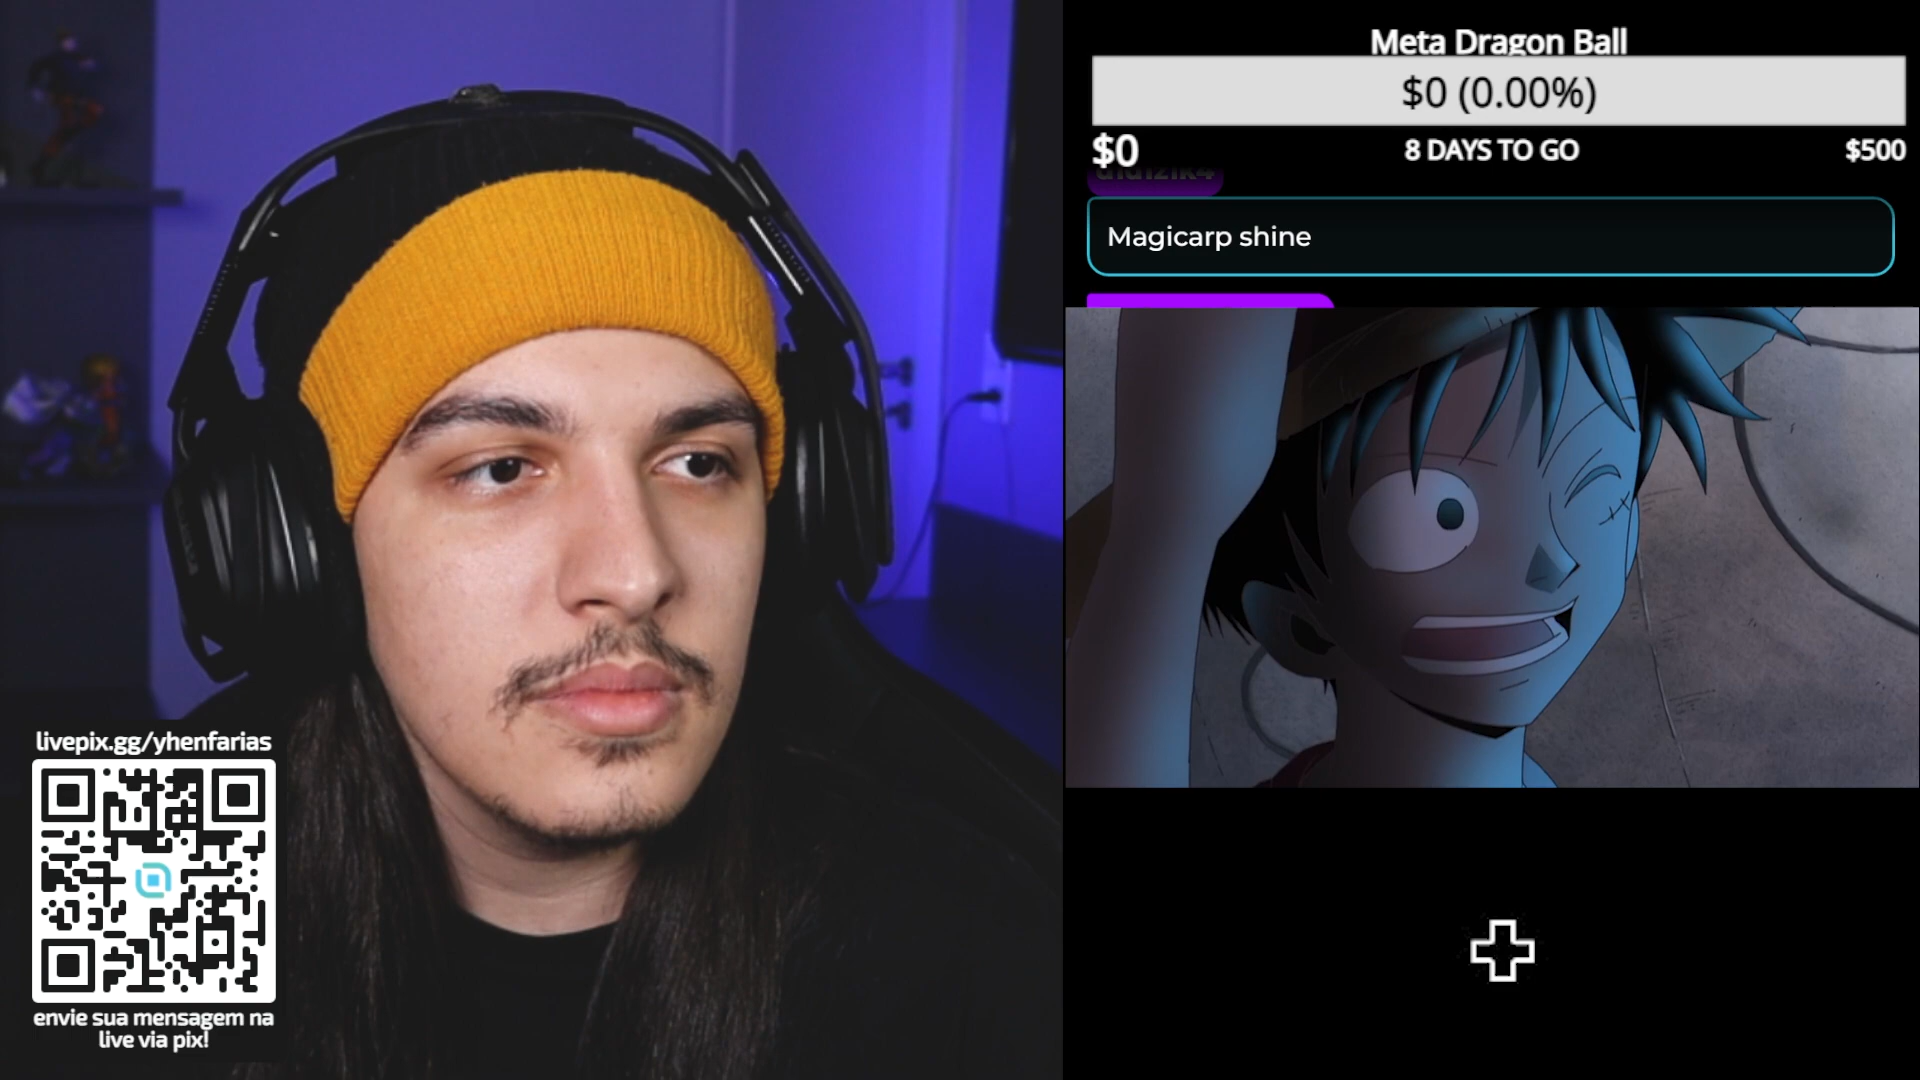 Meta Dragon Ball
$0 (0.00%)
$0
8 DAYS TO GO
$500
Magicarp shine
livepix.gg/yhenfarias
envie sua mensagem na
live via pix!